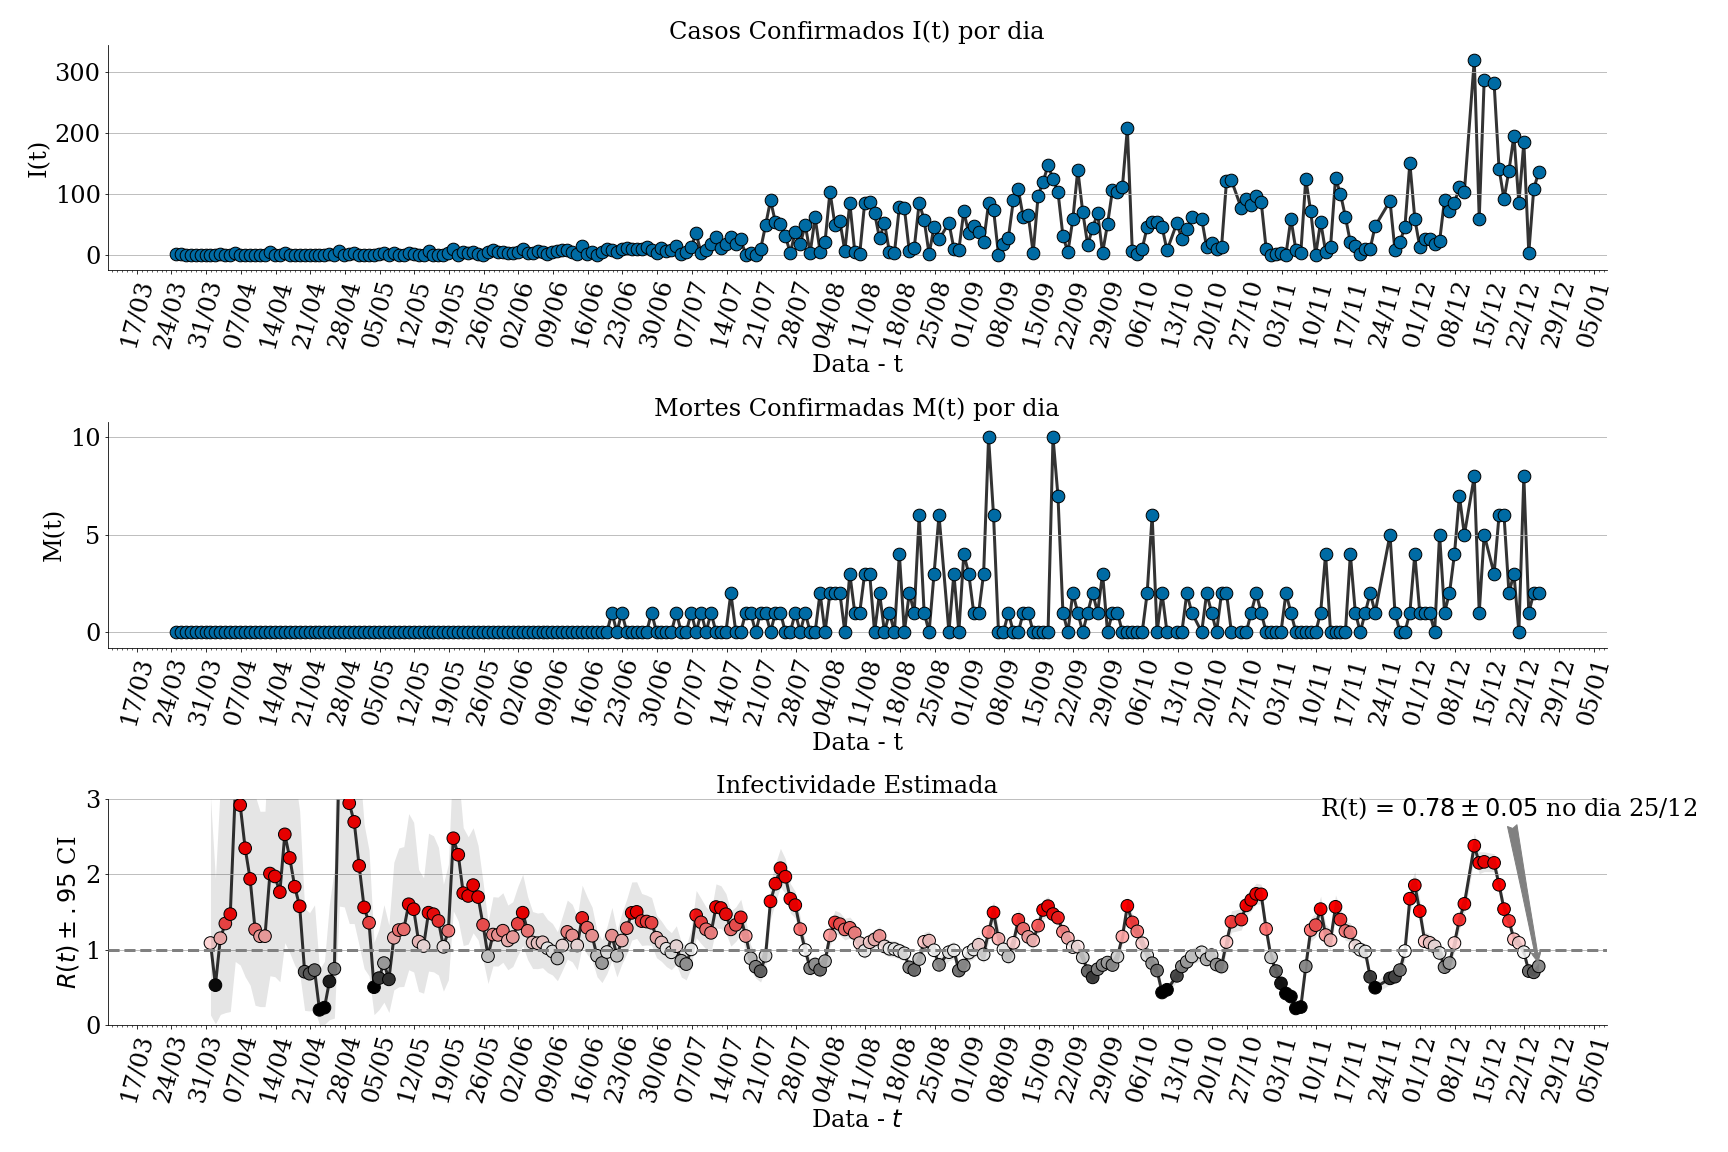 Casos Confirmados I(t) por dia
300
200
100
0
I(t)
17/03 24/03 31/03 07/04 14/04 21/04 28/04 05/05 12/05 19/05 26/05 02/06 09/06 16/06 23/06 30/06 07/07 14/07 21/07 28/07 04/08 11/08 18/08 25/08 01/09 08/09 15/09 22/09 29/09 06/10 13/10 20/10 27/10 03/11 10/11 17/11 24/11 01/12 08/12 15/12 22/12 29/12 05/01
Data - t
Mortes Confirmadas M(t) por dia
10
5
0
M(t)
17/03 24/03 31/03 07/04 14/04 21/04 28/04 05/05 12/05 19/05 26/05 02/06 09/06 16/06 23/06 30/06 07/07 14/07 21/07 28/07 04/08 11/08 18/08 25/08 01/09 08/09 15/09 22/09 29/09 06/10 13/10 20/10 27/10 03/11 10/11 17/11 24/11 01/12 08/12 15/12 22/12 29/12 05/01
Data - t
Infectividade Estimada
R(t) = 0.78 ± 0.05 no dia 25/12
3
2
1
0
R(t) ± .95 CI
17/03 24/03 31/03 07/04 14/04 21/04 28/04 05/05 12/05 19/05 26/05 02/06 09/06 16/06 23/06 30/06 07/07 14/07 21/07 28/07 04/08 11/08 18/08 25/08 01/09 08/09 15/09 22/09 29/09 06/10 13/10 20/10 27/10 03/11 10/11 17/11 24/11 01/12 08/12 15/12 22/12 29/12 05/01
Data - t